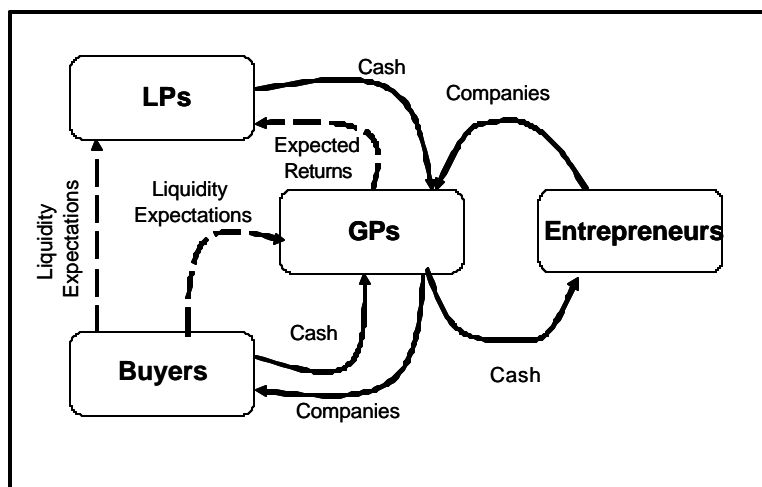 LPs
Cash
Companies
Expected
Returns
Liquidity
Expectations
Liquidity
Expectations
GPs
Entrepreneurs
Cash
Buyers
Companies
Cash